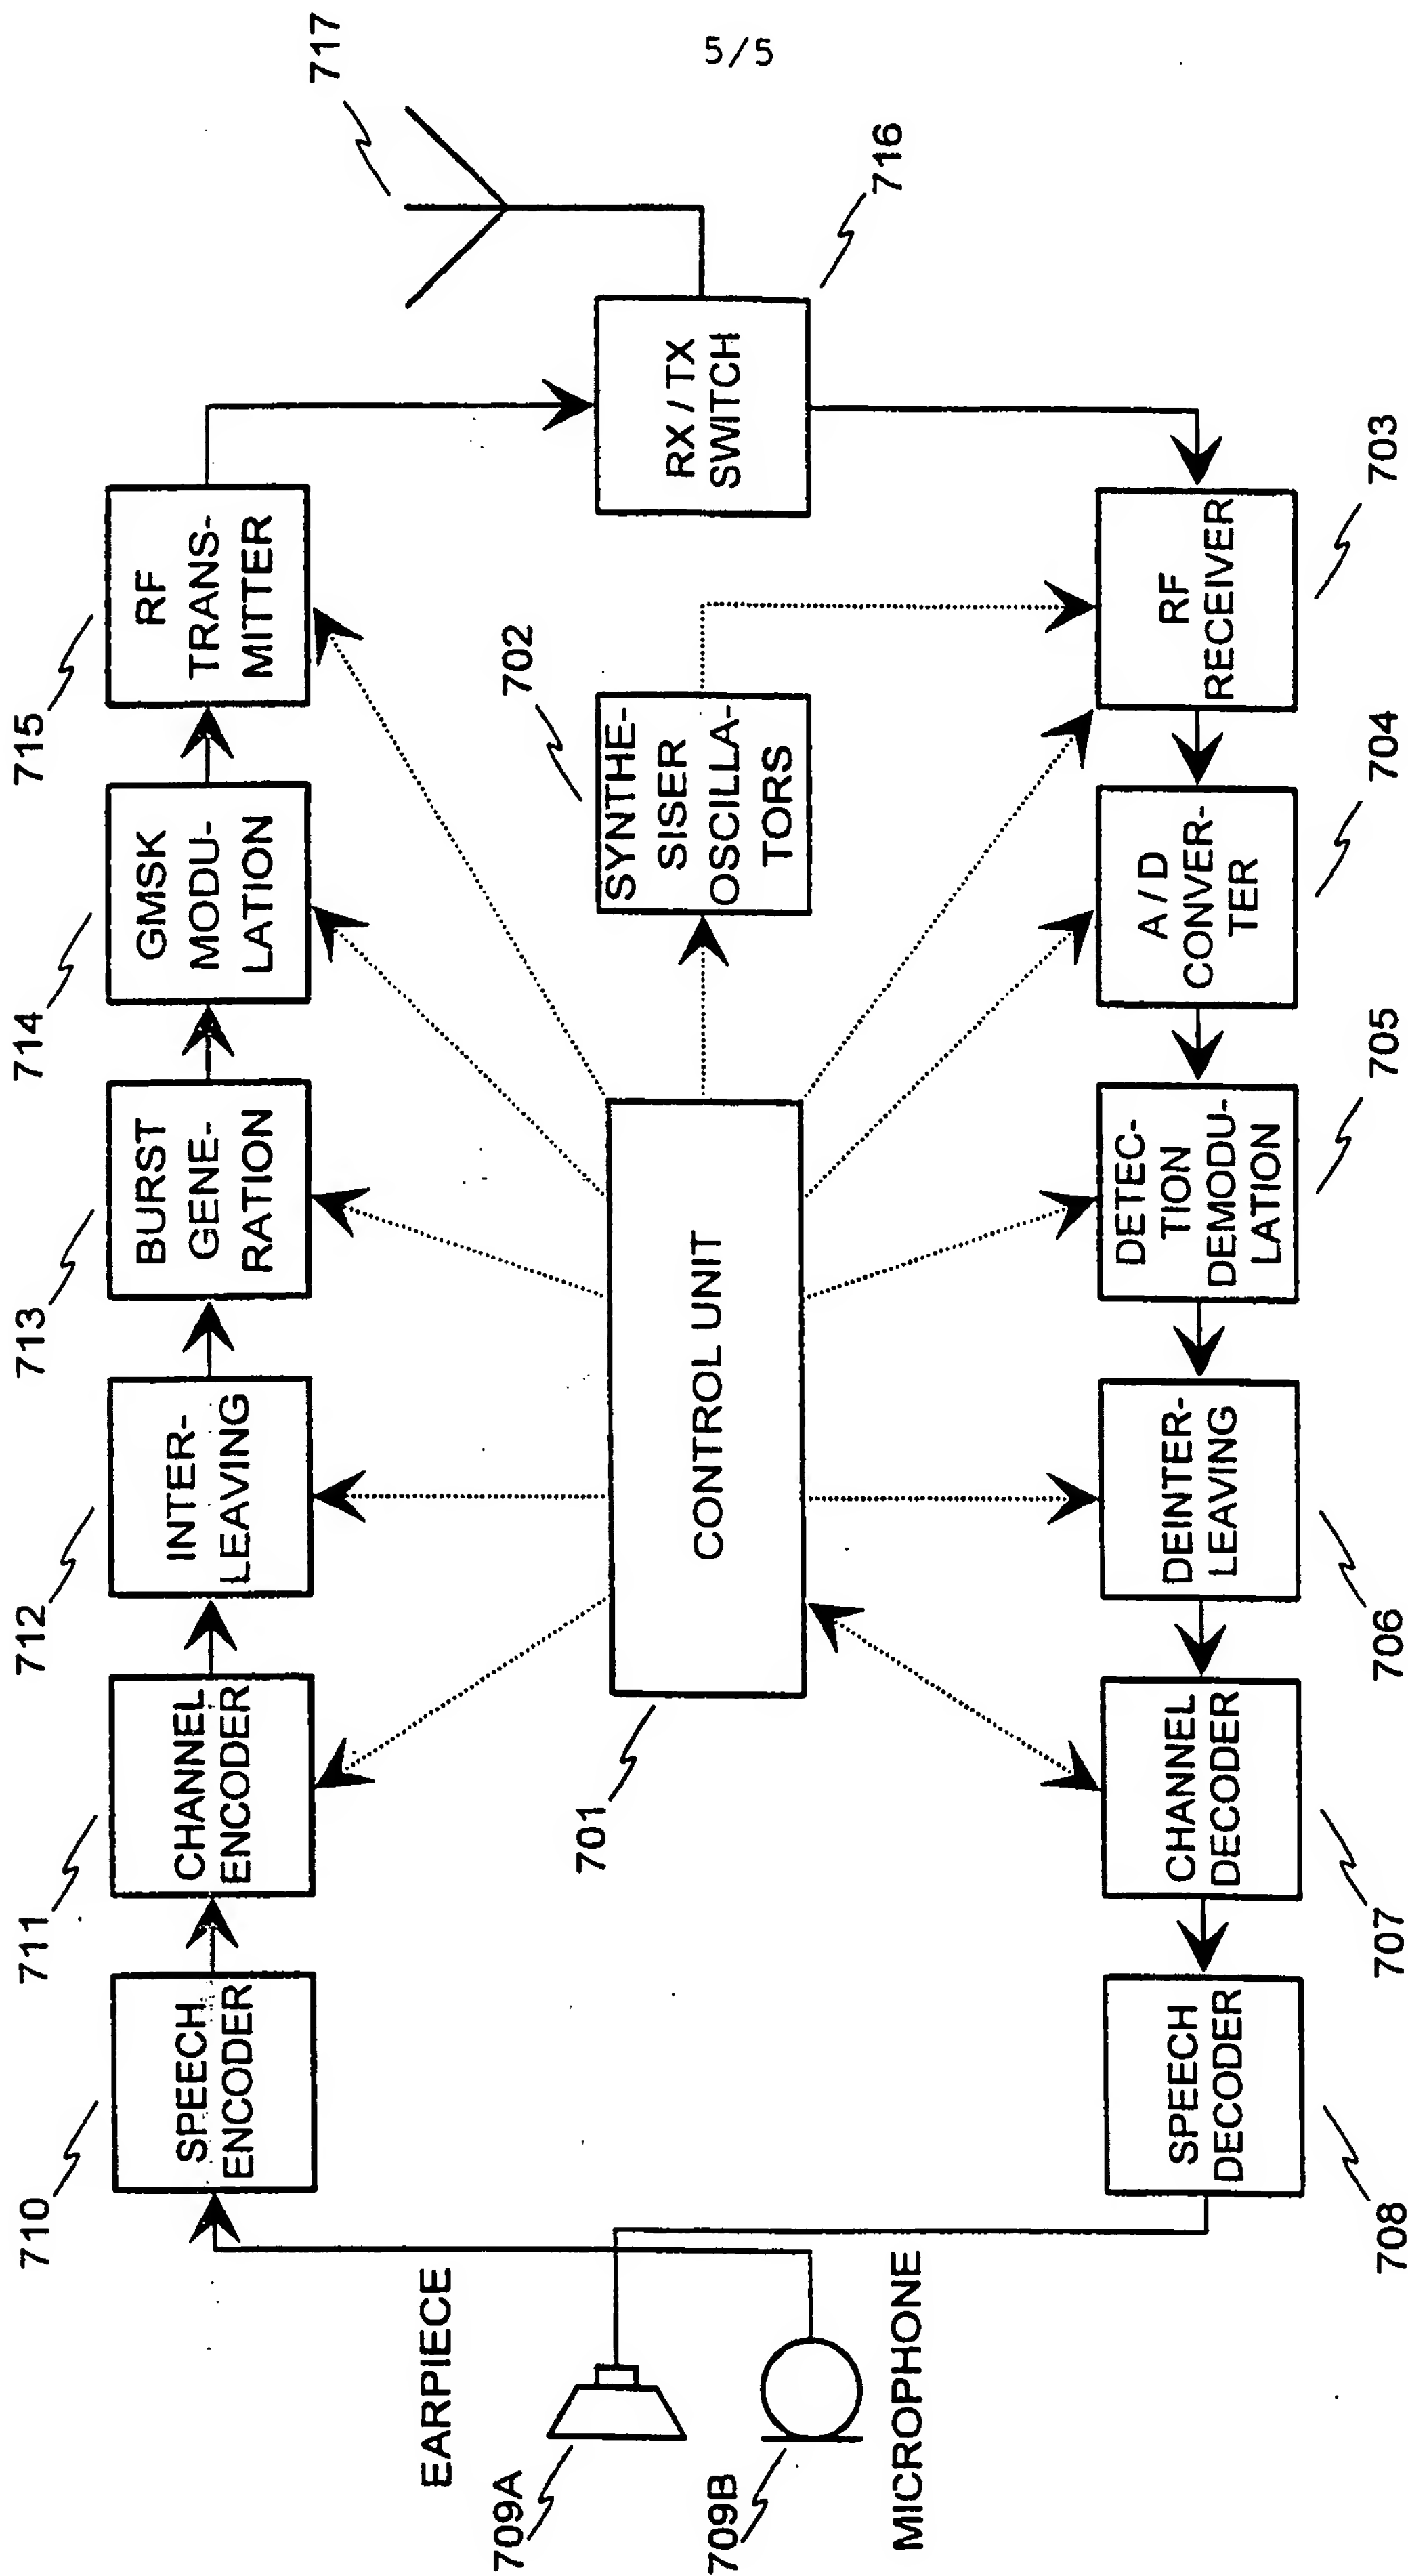 5/5
710
711
712
713
714
715
717
SPEECH
ENCODER
CHANNEL
ENCODER
INTER-
LEAVING
BURST
GENE-
RATION
GMSK
MODU-
LATION
RF
TRANS-
MITTER
EARPIECE
709A
709B
MICROPHONE
701
CONTROL UNIT
702
SYNTHE-
SISER
OSCILLA-
TORS
RX / TX
SWITCH
716
SPEECH
DECODER
CHANNEL
DECODER
DEINTER-
LEAVING
DETEC-
TION
DEMODU-
LATION
A / D
CONVER-
TER
RF
RECEIVER
708
707
706
705
704
703